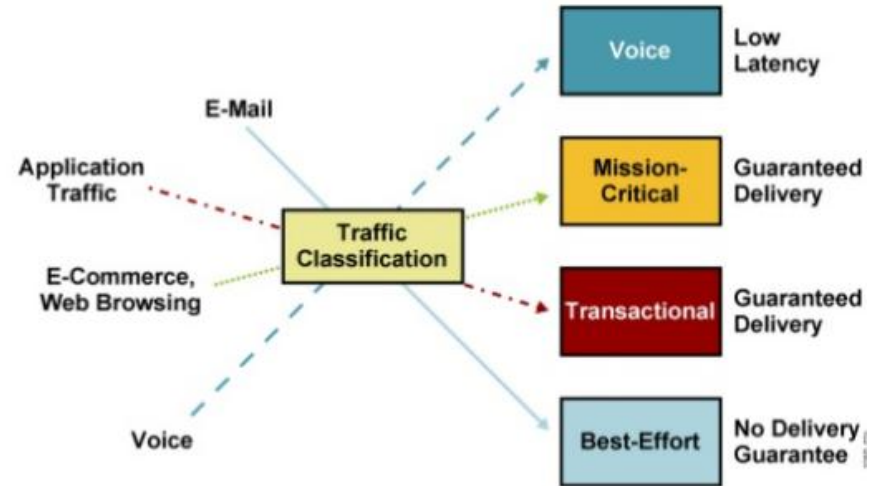 Voice
Low
Latency
E-Mail
Application
Traffic
Mission-
Critical
Guaranteed
Delivery
Traffic
Classification
E-Commerce,
Web Browsing
Transactional
Guaranteed
Delivery
Voice
Best-Effort
No Delivery
Guarantee